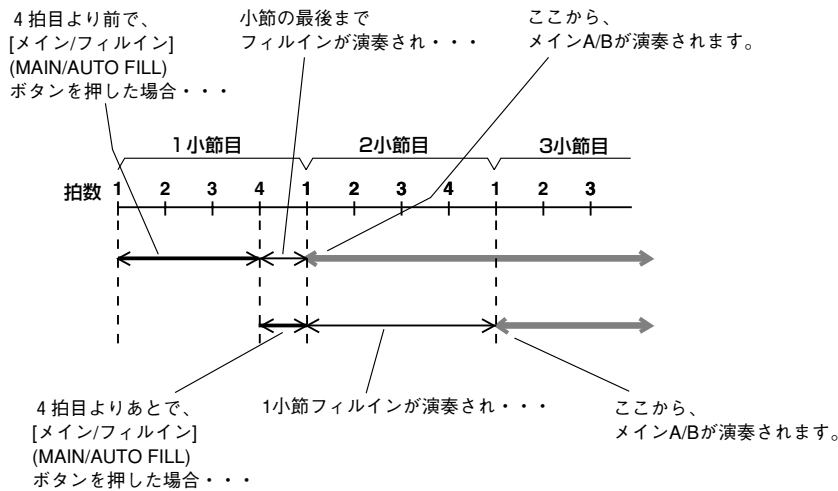 4 拍目より前で、
[メイン/フィルイン]
(MAIN/AUTO FILL)
ボタンを押した場合・・・
小節の最後まで
フィルインが演奏され・・・
ここから、
メインA/Bが演奏されます。
1小節目 2小節目 3小節目
拍数 1 2 3 4 1 2 3 4 1 2 3
4 拍目よりあとで、
[メイン/フィルイン]
(MAIN/AUTO FILL)
ボタンを押した場合・・・
1小節フィルインが演奏され・・・
ここから、
メインA/Bが演奏されます。